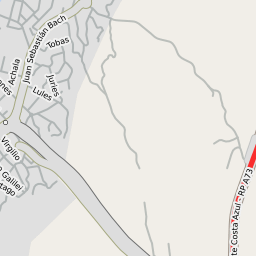 Juan Sebastián Bach
Tobas
Achala
Juries
Lules
Virgilio
Galilei
te Costa Azul - RP A73